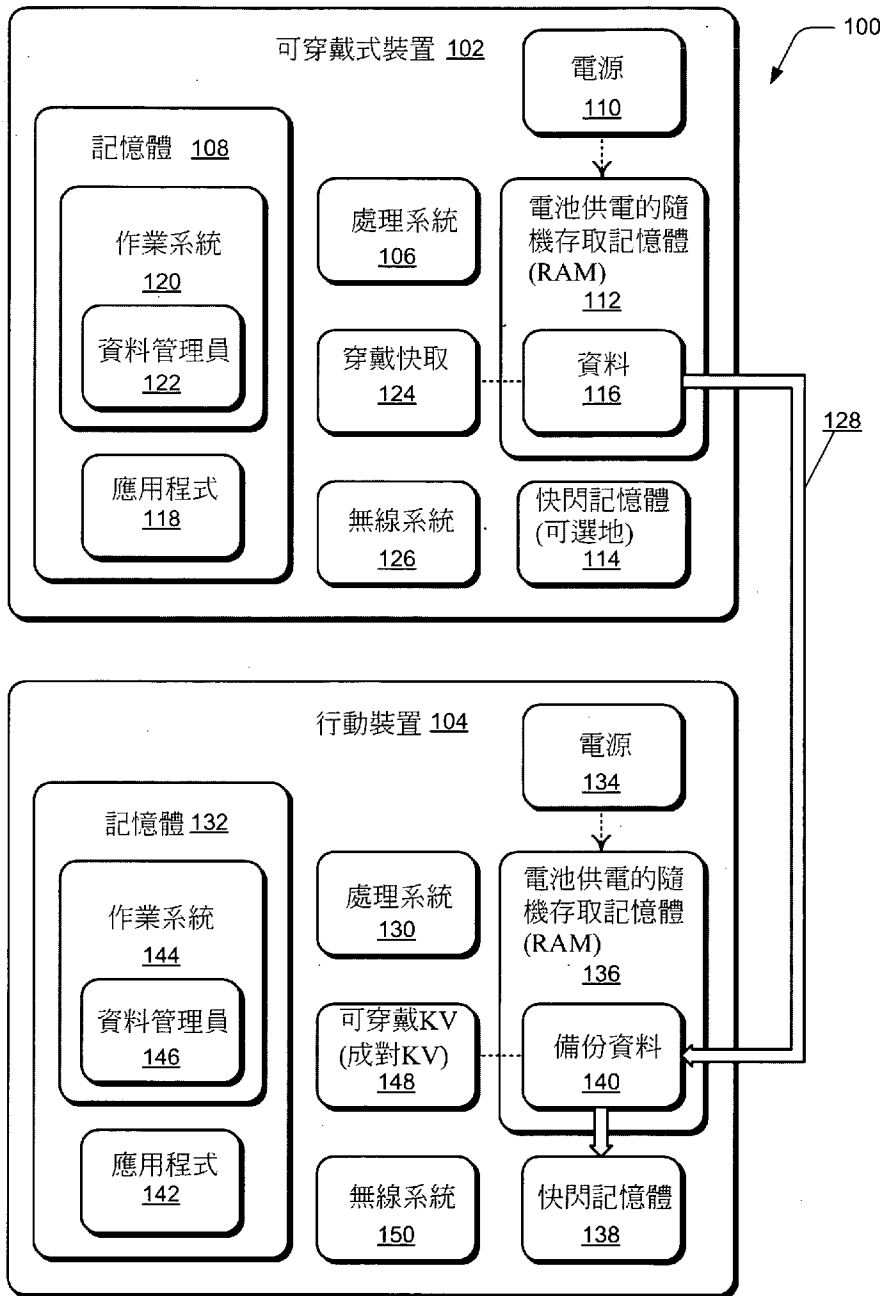 100
可穿戴式裝置 102
電源
110
記憶體 108
作業系統
120
資料管理員
122
應用程式
118
處理系統
106
穿戴快取
124
無線系統
126
電池供電的隨
機存取記憶體
(RAM)
112
資料
116
快閃記憶體
(可選地)
114
128
行動裝置 104
電源
134
記憶體 132
作業系統
144
資料管理員
146
應用程式
142
處理系統
130
可穿戴KV
(成對KV)
148
無線系統
150
電池供電的隨
機存取記憶體
(RAM)
136
備份資料
140
快閃記憶體
138